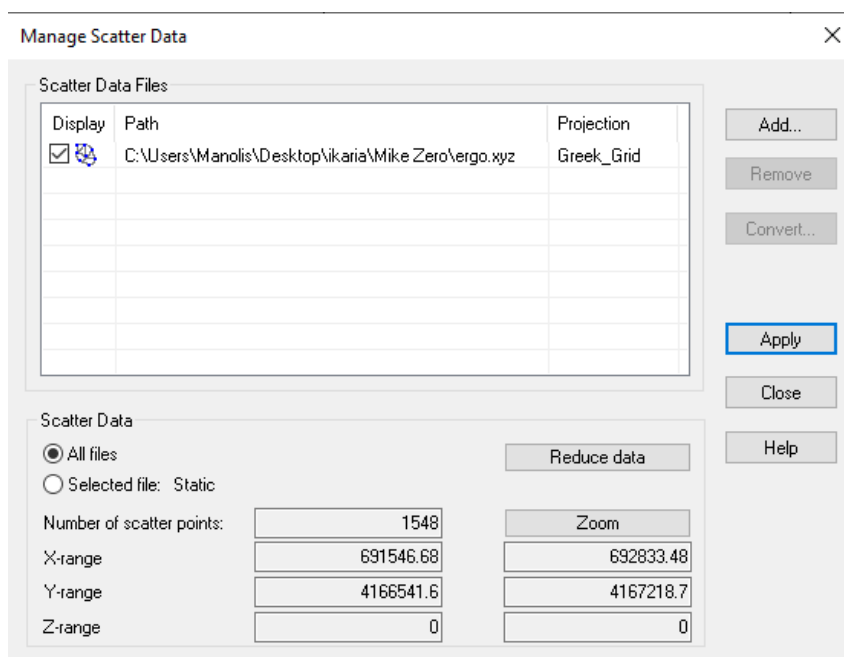 Manage Scatter Data
Scatter Data Files
Display Path Projection
C:\Users\Manolis\Desktop\ikaria\Mike Zero\ergo.xyz Greek_Grid
Add...
Remove
Convert...
Apply
Close
Help
Scatter Data
All files
Reduce data
Selected file: Static
Number of scatter points: 1548 Zoom
X-range 691546.68 692833.48
Y-range 4166541.6 4167218.7
Z-range 0 0